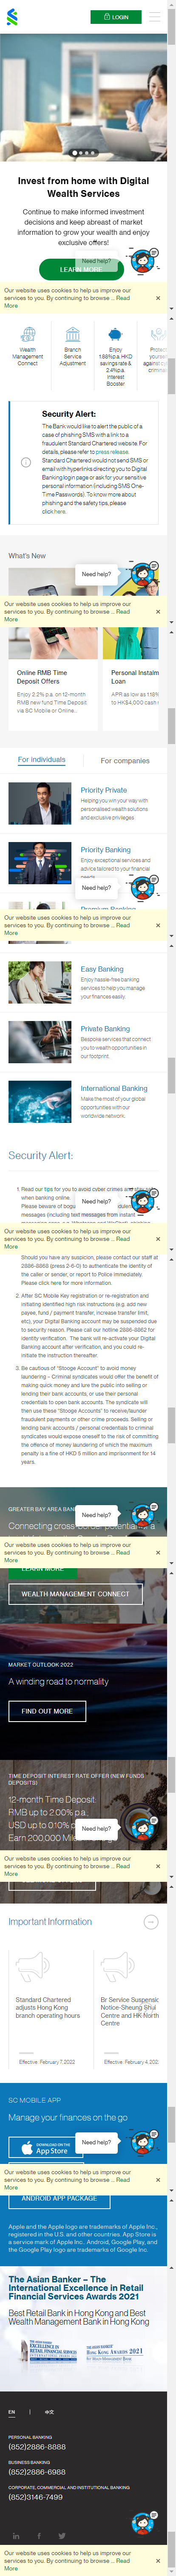 LOGIN
Invest from home with Digital
Wealth Services
Continue to make informed investment
decisions and keep abreast of market
information to grow your wealth and enjoy
exclusive offers!
Need help?
LEARN MORE
Our website uses cookies to help us improve our
services to you. By continuing to browse ... Read
More
Wealth
Management
Connect
Branch
Service
Adjustment
Enjoy
1.88%p.a. HKD
savings rate &
2.4%p.a.
Interest
Booster
Security Alert:
The Bank would like to alert the public of a
case of phishing SMS with a link to a
fraudulent Standard Chartered website. For
details, please refer to press release.
Standard Chartered would not send SMS or
email with hyperlinks directing you to Digital
Banking login page or ask for your sensitive
personal information (including SMS One-
Time Passwords). To know more about
phishing and the safety tips, please
click here.
What's New
Need help?
Our website uses cookies to help us improve our
services to you. By continuing to browse ... Read
More
Online RMB Time
Deposit Offers
Enjoy 2.2% p.a. on 12-month
RMB new fund Time Deposit
via SC Mobile or Online...
Personal Instalm
Loan
APR as low as 1.18%
to HK$4,000 cash
For individuals
For companies
Priority Private
Helping you win your way with
personalised wealth solutions
and exclusive privileges
Priority Banking
Enjoy exceptional services and
advice tailored to your financial
needs
Need help?
Premium Banking
Our website uses cookies to help us improve our
services to you. By continuing to browse ... Read
More
Easy Banking
Enjoy hassle-free banking
services to help you manage
your finances easily.
Private Banking
Bespoke services that connect
you to wealth opportunities in
our footprint.
International Banking
Make the most of your global
opportunities with our
worldwide network.
Security Alert:
1. Read our tips for you to avoid cyber crimes and stay safe
when banking online.
Need help?
Our website uses cookies to help us improve our
services to you. By continuing to browse ... Read
More
Should you have any suspicion, please contact our staff at
2886-8868 (press 2-6-0) to authenticate the identity of
the caller or sender, or report to Police immediately.
Please click here for more information.
2. After SC Mobile Key registration or re-registration and
initiating identified high risk instructions (e.g. add new
payee, fund / payment transfer, increase transfer limit,
etc), your Digital Banking account may be suspended due
to security reason. Please call our hotline 2886-8882 for
identity verification. The bank will re-activate your Digital
Banking account after verification, and you could re-
initiate the instruction thereafter.
3. Be cautious of "Stooge Account" to avoid money
laundering – Criminal syndicates would offer the benefit of
making quick money and lure the public into selling or
lending their bank accounts, or use their personal
credentials to open bank accounts. The syndicate will
then use these "Stooge Accounts" to receive/launder
fraudulent payments or other crime proceeds. Selling or
lending bank accounts / personal credentials to criminal
syndicates would expose oneself to the risk of committing
the offence of money laundering of which the maximum
penalty is a fine of HKD 5 million and imprisonment for 14
years.
GREATER BAY AREA BANK
Connecting cross-border
Need help?
LEARN MORE
Our website uses cookies to help us improve our
services to you. By continuing to browse ... Read
More
WEALTH MANAGEMENT CONNECT
MARKET OUTLOOK 2022
A winding road to normality
FIND OUT MORE
TIME DEPOSIT INTEREST RATE OFFER (NEW FUNDS
DEPOSITS)
12-month Time Deposit:
RMB up to 2.00% p.a.,
USD up to 0.10% p.a.
Earn 200,000 Miles
Need help?
Our website uses cookies to help us improve our
services to you. By continuing to browse ... Read
More
Important Information
Standard Chartered
adjusts Hong Kong
branch operating hours
Effective: February 7, 2022
Br Service Suspension
Notice-Sheung Shui
Centre and HK North
Centre
Effective: February 4, 2022
SC MOBILE APP
Manage your finances on the go
DOWNLOAD ON THE
App Store
Need help?
Our website uses cookies to help us improve our
services to you. By continuing to browse ... Read
More
ANDROID APP PACKAGE
Apple and the Apple logo are trademarks of Apple Inc.,
registered in the U.S. and other countries. App Store is
a service mark of Apple Inc. Android, Google Play, and
the Google Play logo are trademarks of Google Inc.
The Asian Banker – The
International Excellence in Retail
Financial Services Awards 2021
Best Retail Bank in Hong Kong and Best
Wealth Management Bank in Hong Kong
EN | 中文
PERSONAL BANKING
(852)2886-8888
BUSINESS BANKING
(852)2886-6988
CORPORATE, COMMERCIAL AND INSTITUTIONAL BANKING
(852)3146-7499
Our website uses cookies to help us improve our
services to you. By continuing to browse ... Read
More